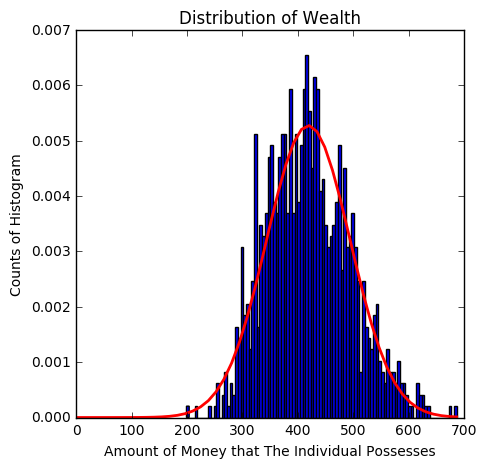 Distribution of Wealth
0.007
0.006
0.005
0.004
0.003
0.002
0.001
0.000
Counts of Histogram
0 100 200 300 400 500 600 700
Amount of Money that The Individual Possesses